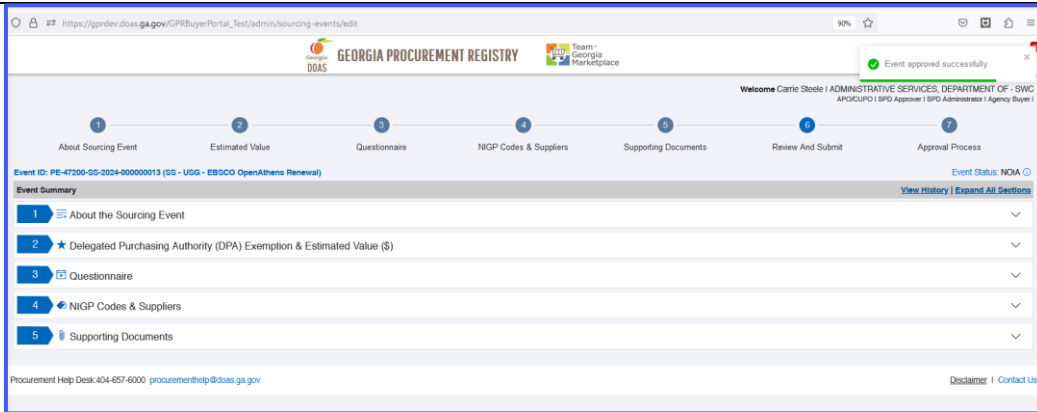 https://gprdev.doas.ga.gov/GPRBuyerPortal_Test/admin/sourcing-events/edit
90%
Georgia
DOAS
GEORGIA PROCUREMENT REGISTRY
Team
Georgia
Marketplace
Event approved successfully
Welcome Carrie Steele | ADMINISTRATIVE SERVICES, DEPARTMENT OF - SWC
APO/CUPO | SPD Approver | SPD Administrator | Agency Buyer |
1 2 3 4 5 6 7
About Sourcing Event Estimated Value Questionnaire NIGP Codes & Suppliers Supporting Documents Review And Submit Approval Process
Event ID: PE-47200-SS-2024-000000013 (SS - USG - EBSCO OpenAthens Renewal) Event Status: NOIA
Event Summary View History | Expand All Sections
1 About the Sourcing Event
2 Delegated Purchasing Authority (DPA) Exemption & Estimated Value ($)
3 Questionnaire
4 NIGP Codes & Suppliers
5 Supporting Documents
Procurement Help Desk:404-657-6000 procurementhelp@doas.ga.gov Disclaimer | Contact Us